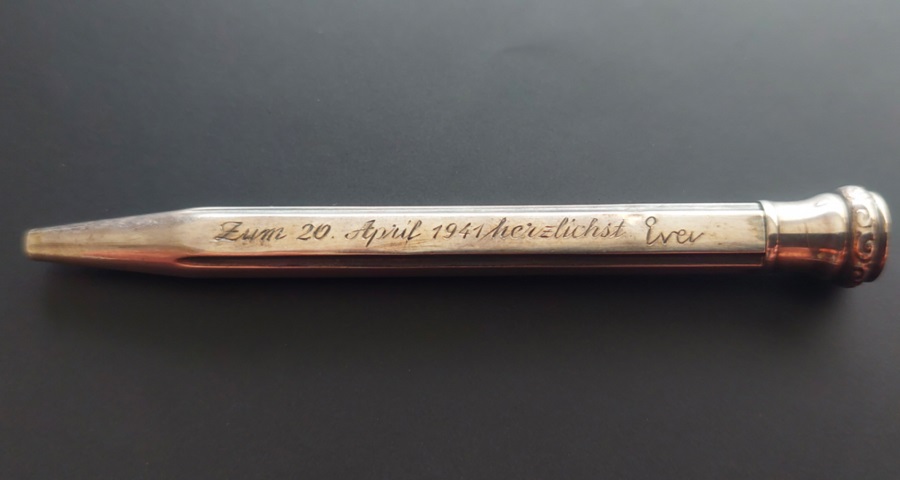 Zum 20. April 1941 herzlichst Eva